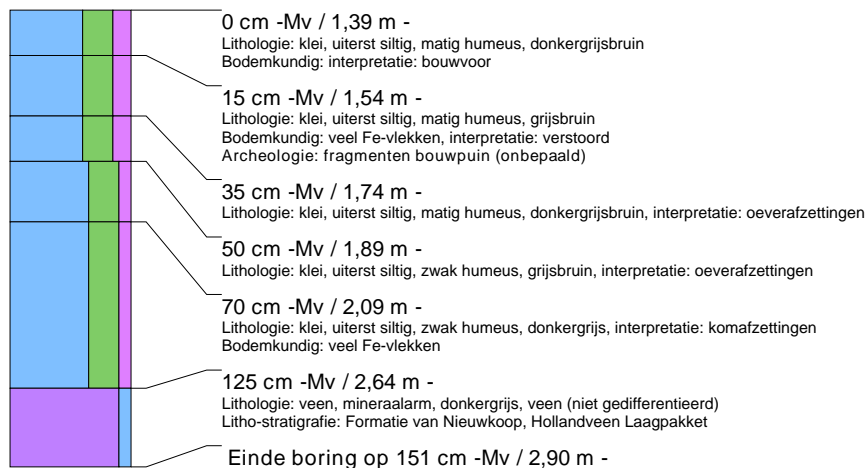 0 cm -Mv / 1,39 m -
Lithologie: klei, uiterst siltig, matig humeus, donkergrijsbruin
Bodemkundig: interpretatie: bouwvoor
15 cm -Mv / 1,54 m -
Lithologie: klei, uiterst siltig, matig humeus, grijsbruin
Bodemkundig: veel Fe-vlekken, interpretatie: verstoord
Archeologie: fragmenten bouwpuin (onbepaald)
35 cm -Mv / 1,74 m -
Lithologie: klei, uiterst siltig, matig humeus, donkergrijsbruin, interpretatie: oeverafzettingen
50 cm -Mv / 1,89 m -
Lithologie: klei, uiterst siltig, zwak humeus, grijsbruin, interpretatie: oeverafzettingen
70 cm -Mv / 2,09 m -
Lithologie: klei, uiterst siltig, zwak humeus, donkergrijs, interpretatie: komafzettingen
Bodemkundig: veel Fe-vlekken
125 cm -Mv / 2,64 m -
Lithologie: veen, mineraalarm, donkergrijs, veen (niet gedifferentieerd)
Litho-stratigrafie: Formatie van Nieuwkoop, Hollandveen Laagpakket
Einde boring op 151 cm -Mv / 2,90 m -